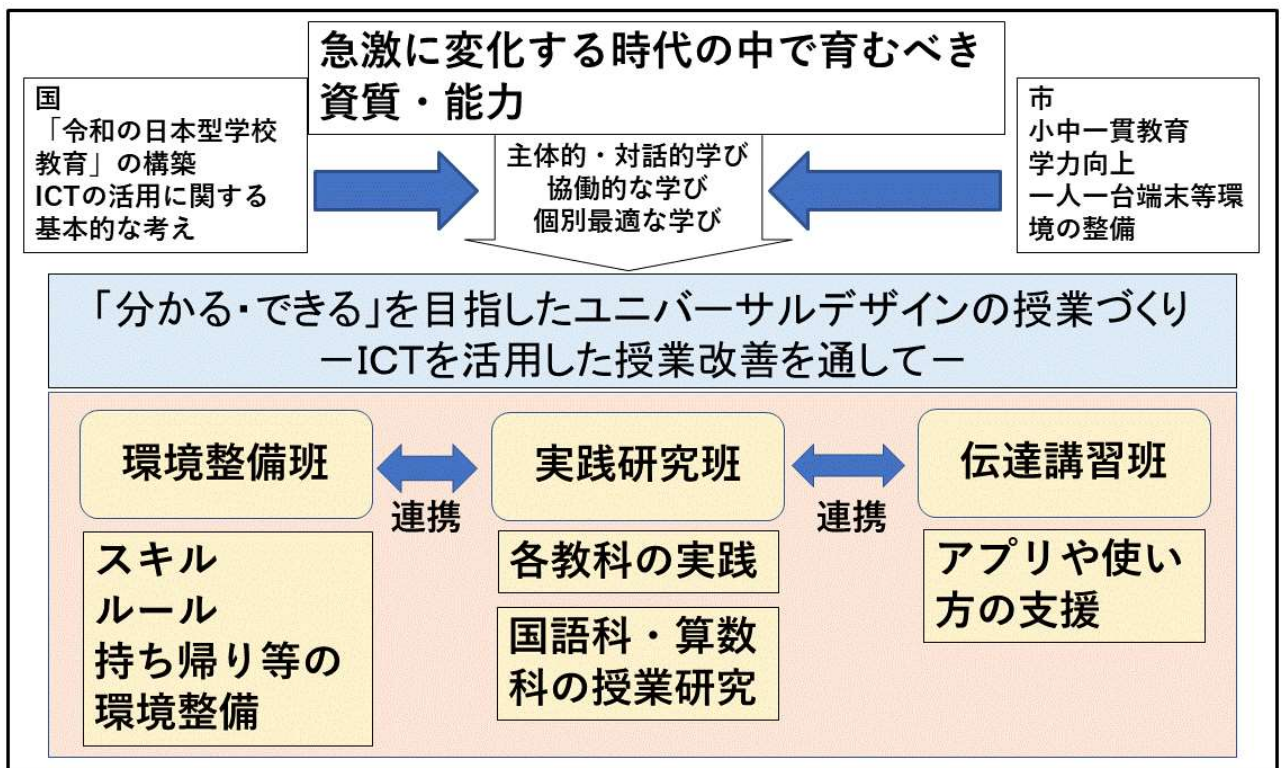 急激に変化する時代の中で育むべき
資質・能力
国
「令和の日本型学校
教育」の構築
ICTの活用に関する
基本的な考え
主体的・対話的学び
協働的な学び
個別最適な学び
市
小中一貫教育
学力向上
一人一台端末等環
境の整備
「分かる・できる」を目指したユニバーサルデザインの授業づくり
－ICTを活用した授業改善を通して－
環境整備班
連携
実践研究班
連携
伝達講習班
スキル
ルール
持ち帰り等の
環境整備
各教科の実践
国語科・算数
科の授業研究
アプリや使い
方の支援